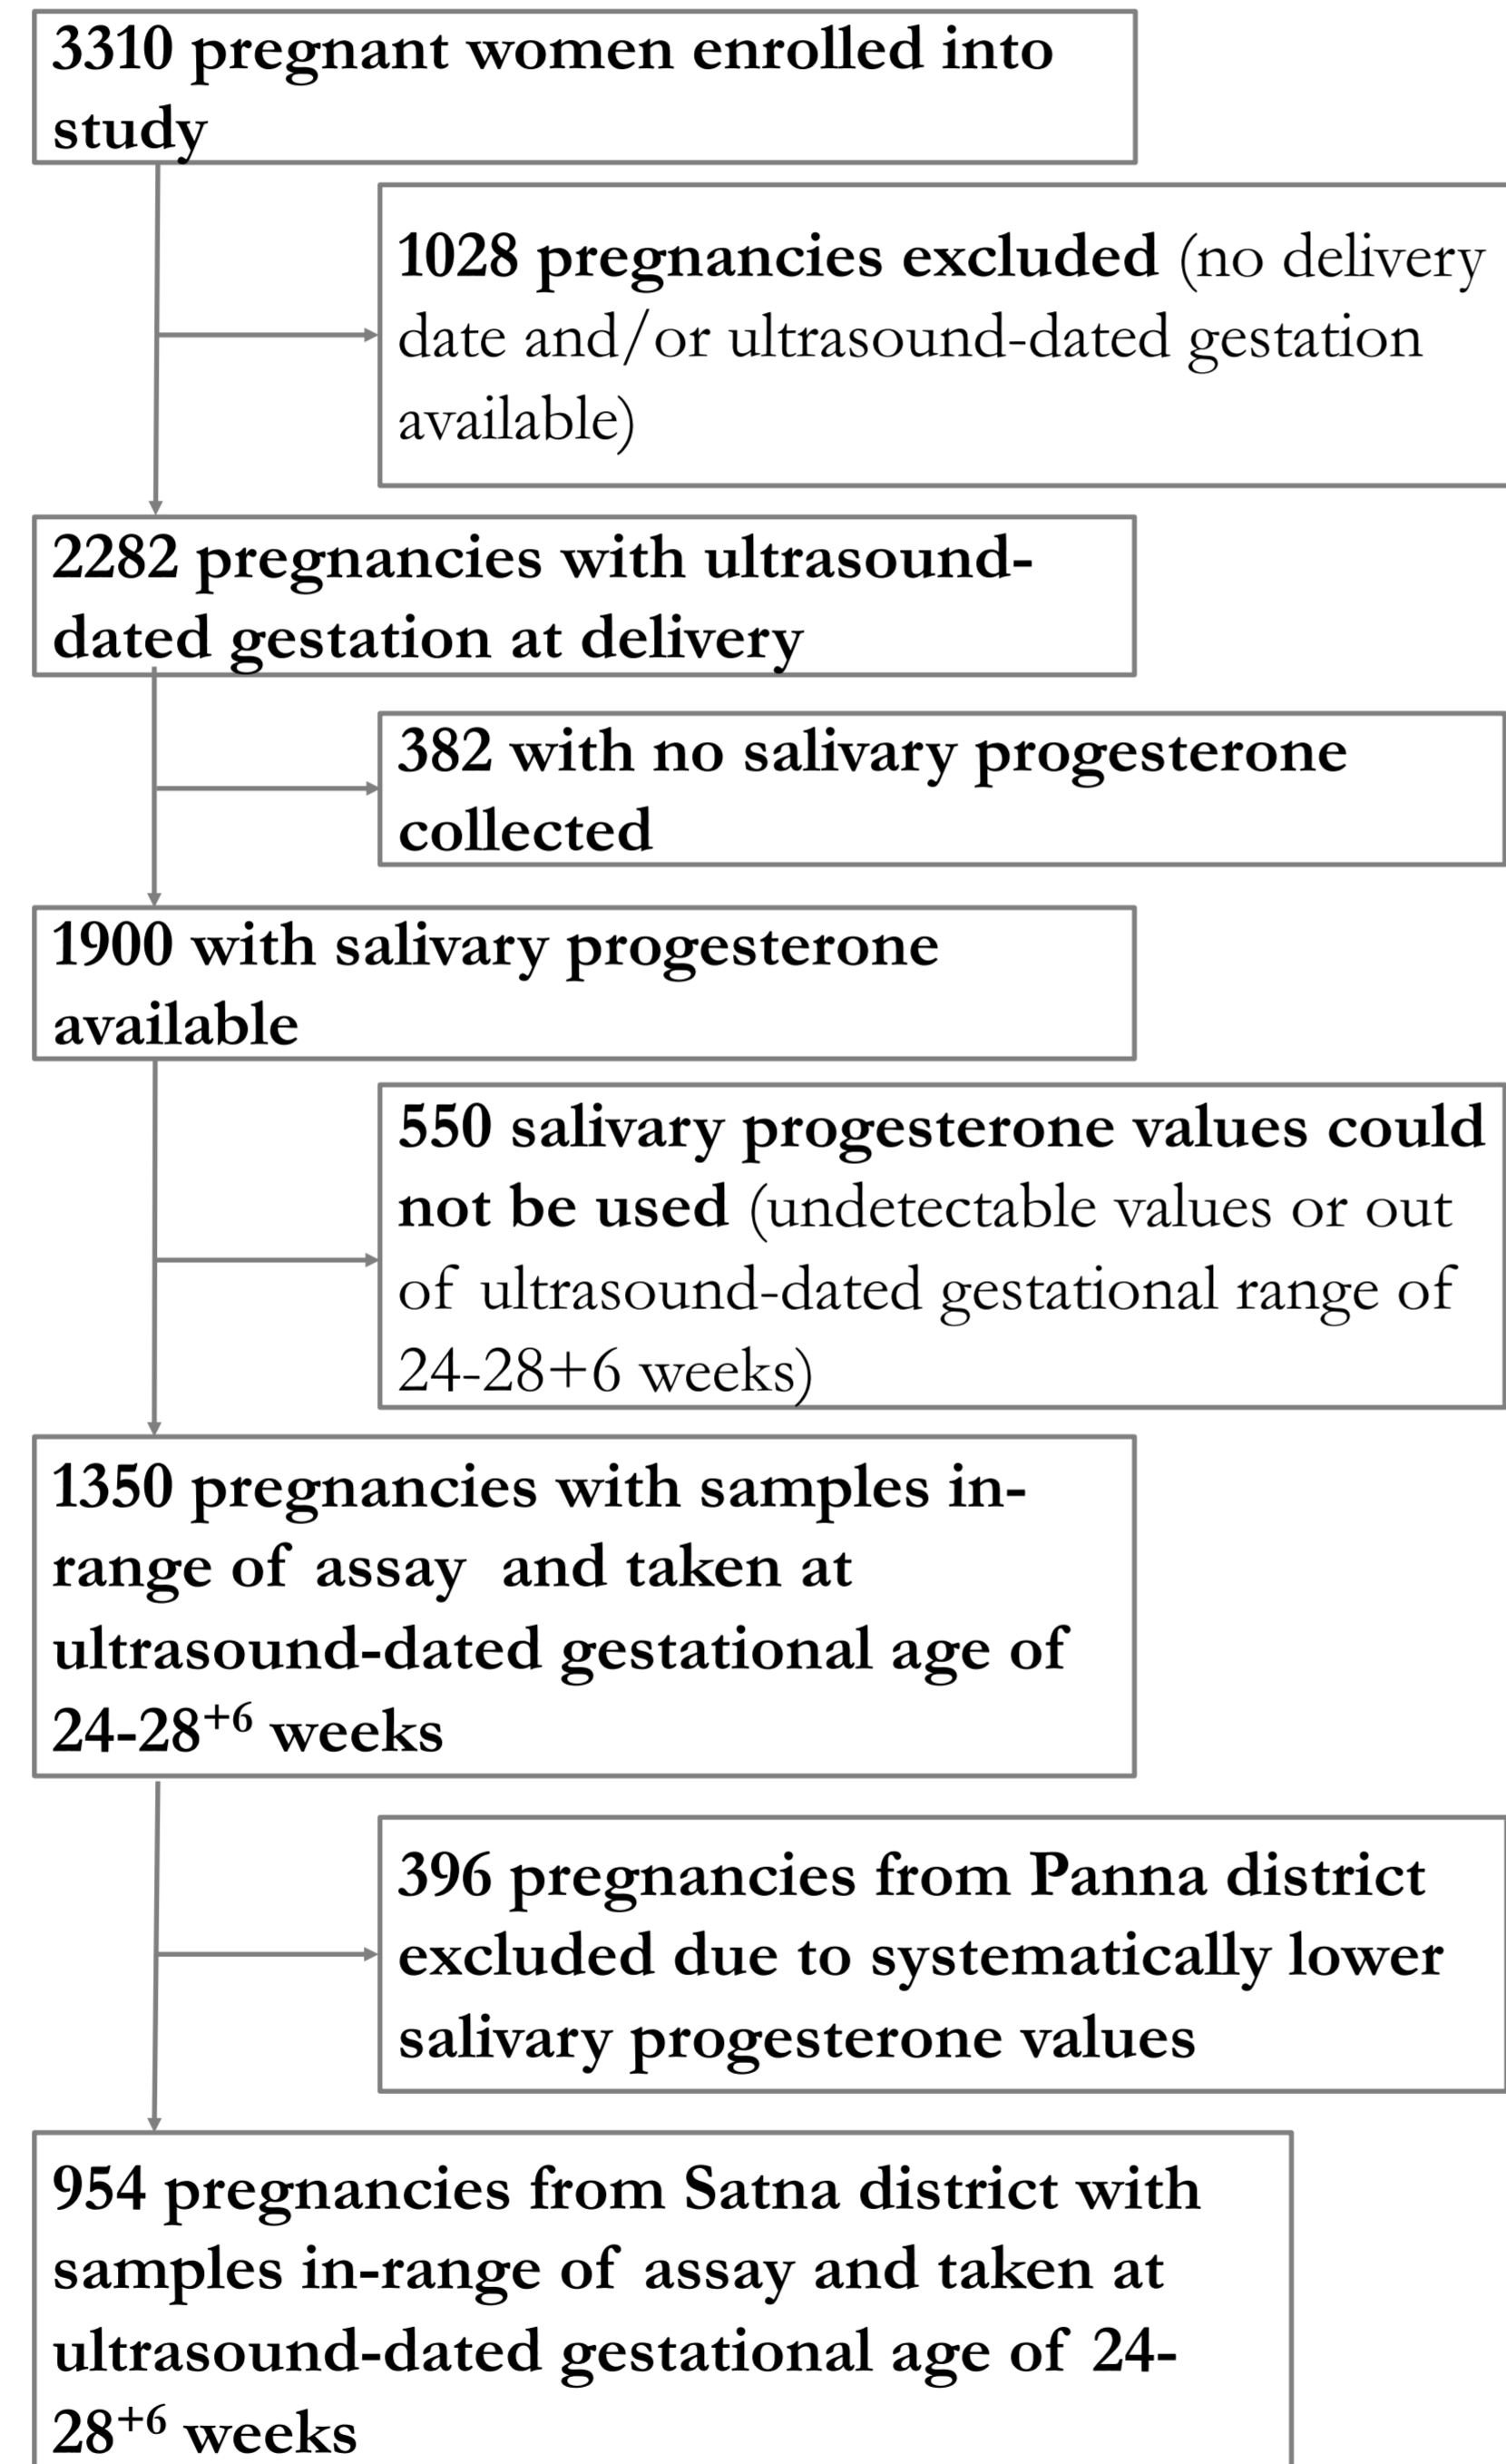 3310 pregnant women enrolled into
study
1028 pregnancies excluded (no delivery
date and/or ultrasound-dated gestation
available)
2282 pregnancies with ultrasound-
dated gestation at delivery
382 with no salivary progesterone
collected
1900 with salivary progesterone
available
550 salivary progesterone values could
not be used (undetectable values or out
of ultrasound-dated gestational range of
24-28+6 weeks)
1350 pregnancies with samples in-
range of assay and taken at
ultrasound-dated gestational age of
24-28⁺⁶ weeks
396 pregnancies from Panna district
excluded due to systematically lower
salivary progesterone values
954 pregnancies from Satna district with
samples in-range of assay and taken at
ultrasound-dated gestational age of 24-
28⁺⁶ weeks